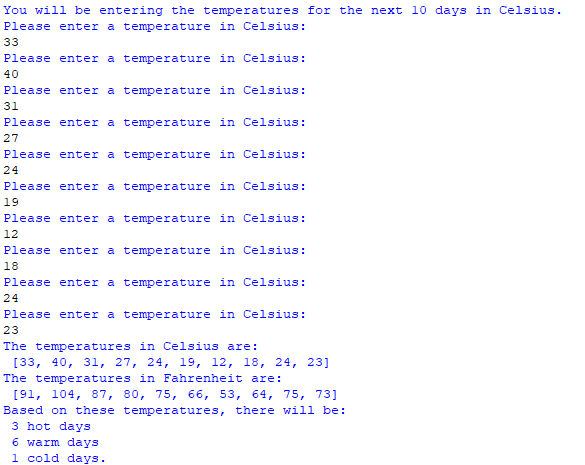 You will be entering the temperatures for the next 10 days in Celsius.
Please enter a temperature in Celsius:
33
Please enter a temperature in Celsius:
40
Please enter a temperature in Celsius:
31
Please enter a temperature in Celsius:
27
Please enter a temperature in Celsius:
24
Please enter a temperature in Celsius:
19
Please enter a temperature in Celsius:
12
Please enter a temperature in Celsius:
18
Please enter a temperature in Celsius:
24
Please enter a temperature in Celsius:
23
The temperatures in Celsius are:
[33, 40, 31, 27, 24, 19, 12, 18, 24, 23]
The temperatures in Fahrenheit are:
[91, 104, 87, 80, 75, 66, 53, 64, 75, 73]
Based on these temperatures, there will be:
3 hot days
6 warm days
1 cold days.